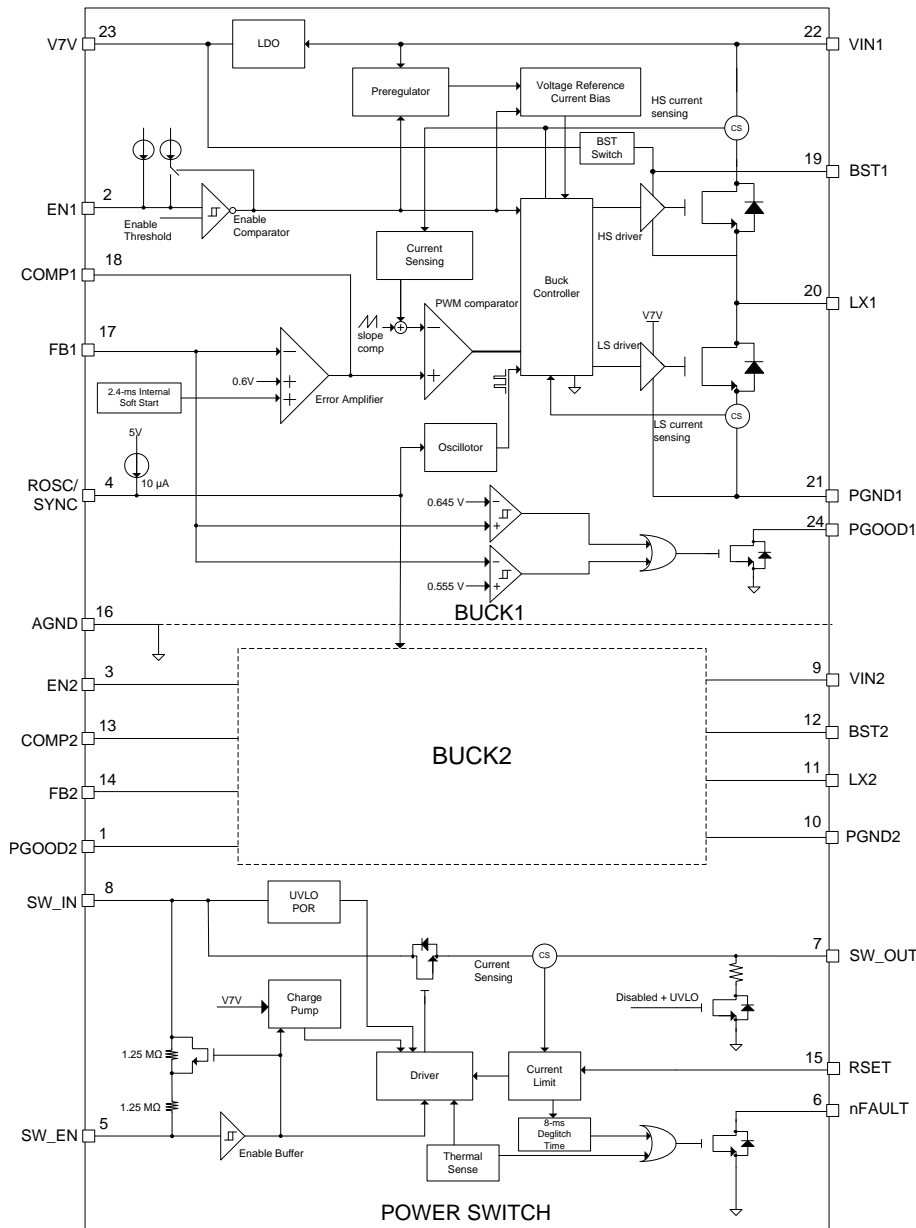 23
V7V
LDO
22
VIN1
Preregulator
Voltage Reference
Current Bias
HS current
sensing
CS
BST
Switch
19
BST1
2
EN1
Enable
Threshold
Enable
Comparator
HS driver
18
COMP1
Current
Sensing
Buck
Controller
20
LX1
PWM comparator
17
FB1
slope
comp
V7V
LS driver
0.6V
2.4-ms Internal
Soft Start
Error Amplifier
CS
LS current
sensing
5V
10 µA
Oscillotor
4
ROSC/
SYNC
21
PGND1
0.645 V
24
PGOOD1
0.555 V
BUCK1
16
AGND
3
EN2
9
VIN2
13
COMP2
12
BST2
BUCK2
14
FB2
11
LX2
1
PGOOD2
10
PGND2
8
SW_IN
UVLO
POR
7
SW_OUT
Current
Sensing
CS
V7V
Charge
Pump
Disabled + UVLO
1.25 MΩ
Driver
Current
Limit
15
RSET
1.25 MΩ
6
nFAULT
5
SW_EN
Enable Buffer
8-ms
Deglitch
Time
Thermal
Sense
POWER SWITCH